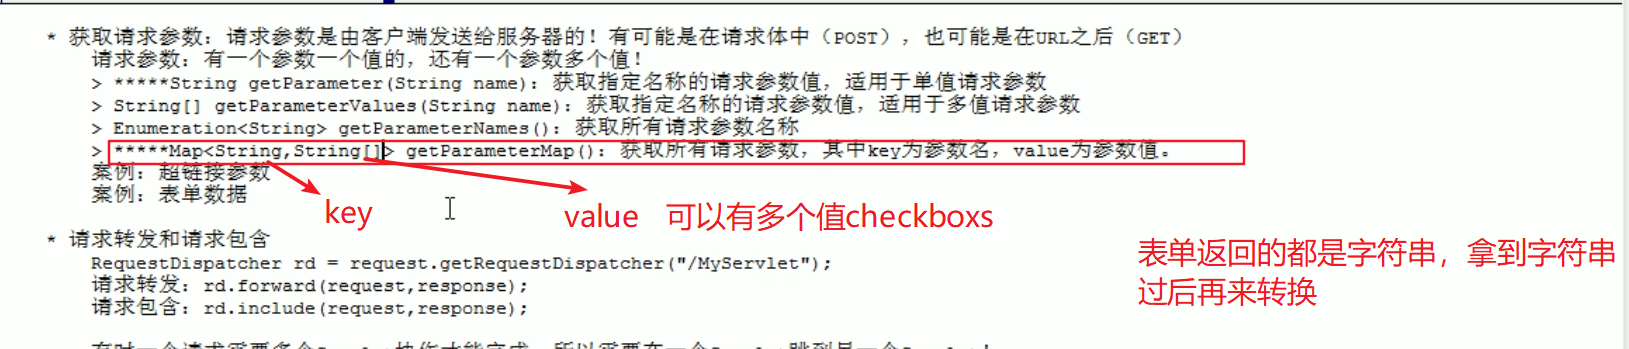 * 获取请求参数：请求参数是由客户端发送给服务器的！有可能是在请求体中（POST），也可能是在URL之后（GET）
请求参数：有一个参数一个值的，还有一个参数多个值！
> *****String getParameter(String name)：获取指定名称的请求参数值，适用于单值请求参数
> String[] getParameterValues(String name)：获取指定名称的请求参数值，适用于多值请求参数
> Enumeration<String> getParameterNames()：获取所有请求参数名称
> *****Map<String,String[]> getParameterMap()：获取所有请求参数，其中key为参数名，value为参数值。
案例：超链接参数
案例：表单数据
key
value 可以有多个值checkboxs
* 请求转发和请求包含
RequestDispatcher rd = request.getRequestDispatcher("/MyServlet");
请求转发：rd.forward(request,response);
请求包含：rd.include(request,response);
表单返回的都是字符串，拿到字符串
过后再来转换